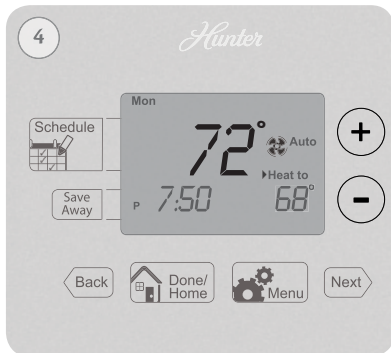 4
Hunter
Mon
Schedule
72°
Auto
Heat to
Save
Away
P 7:50 68°
+
-
Back
Done/
Home
Menu
Next